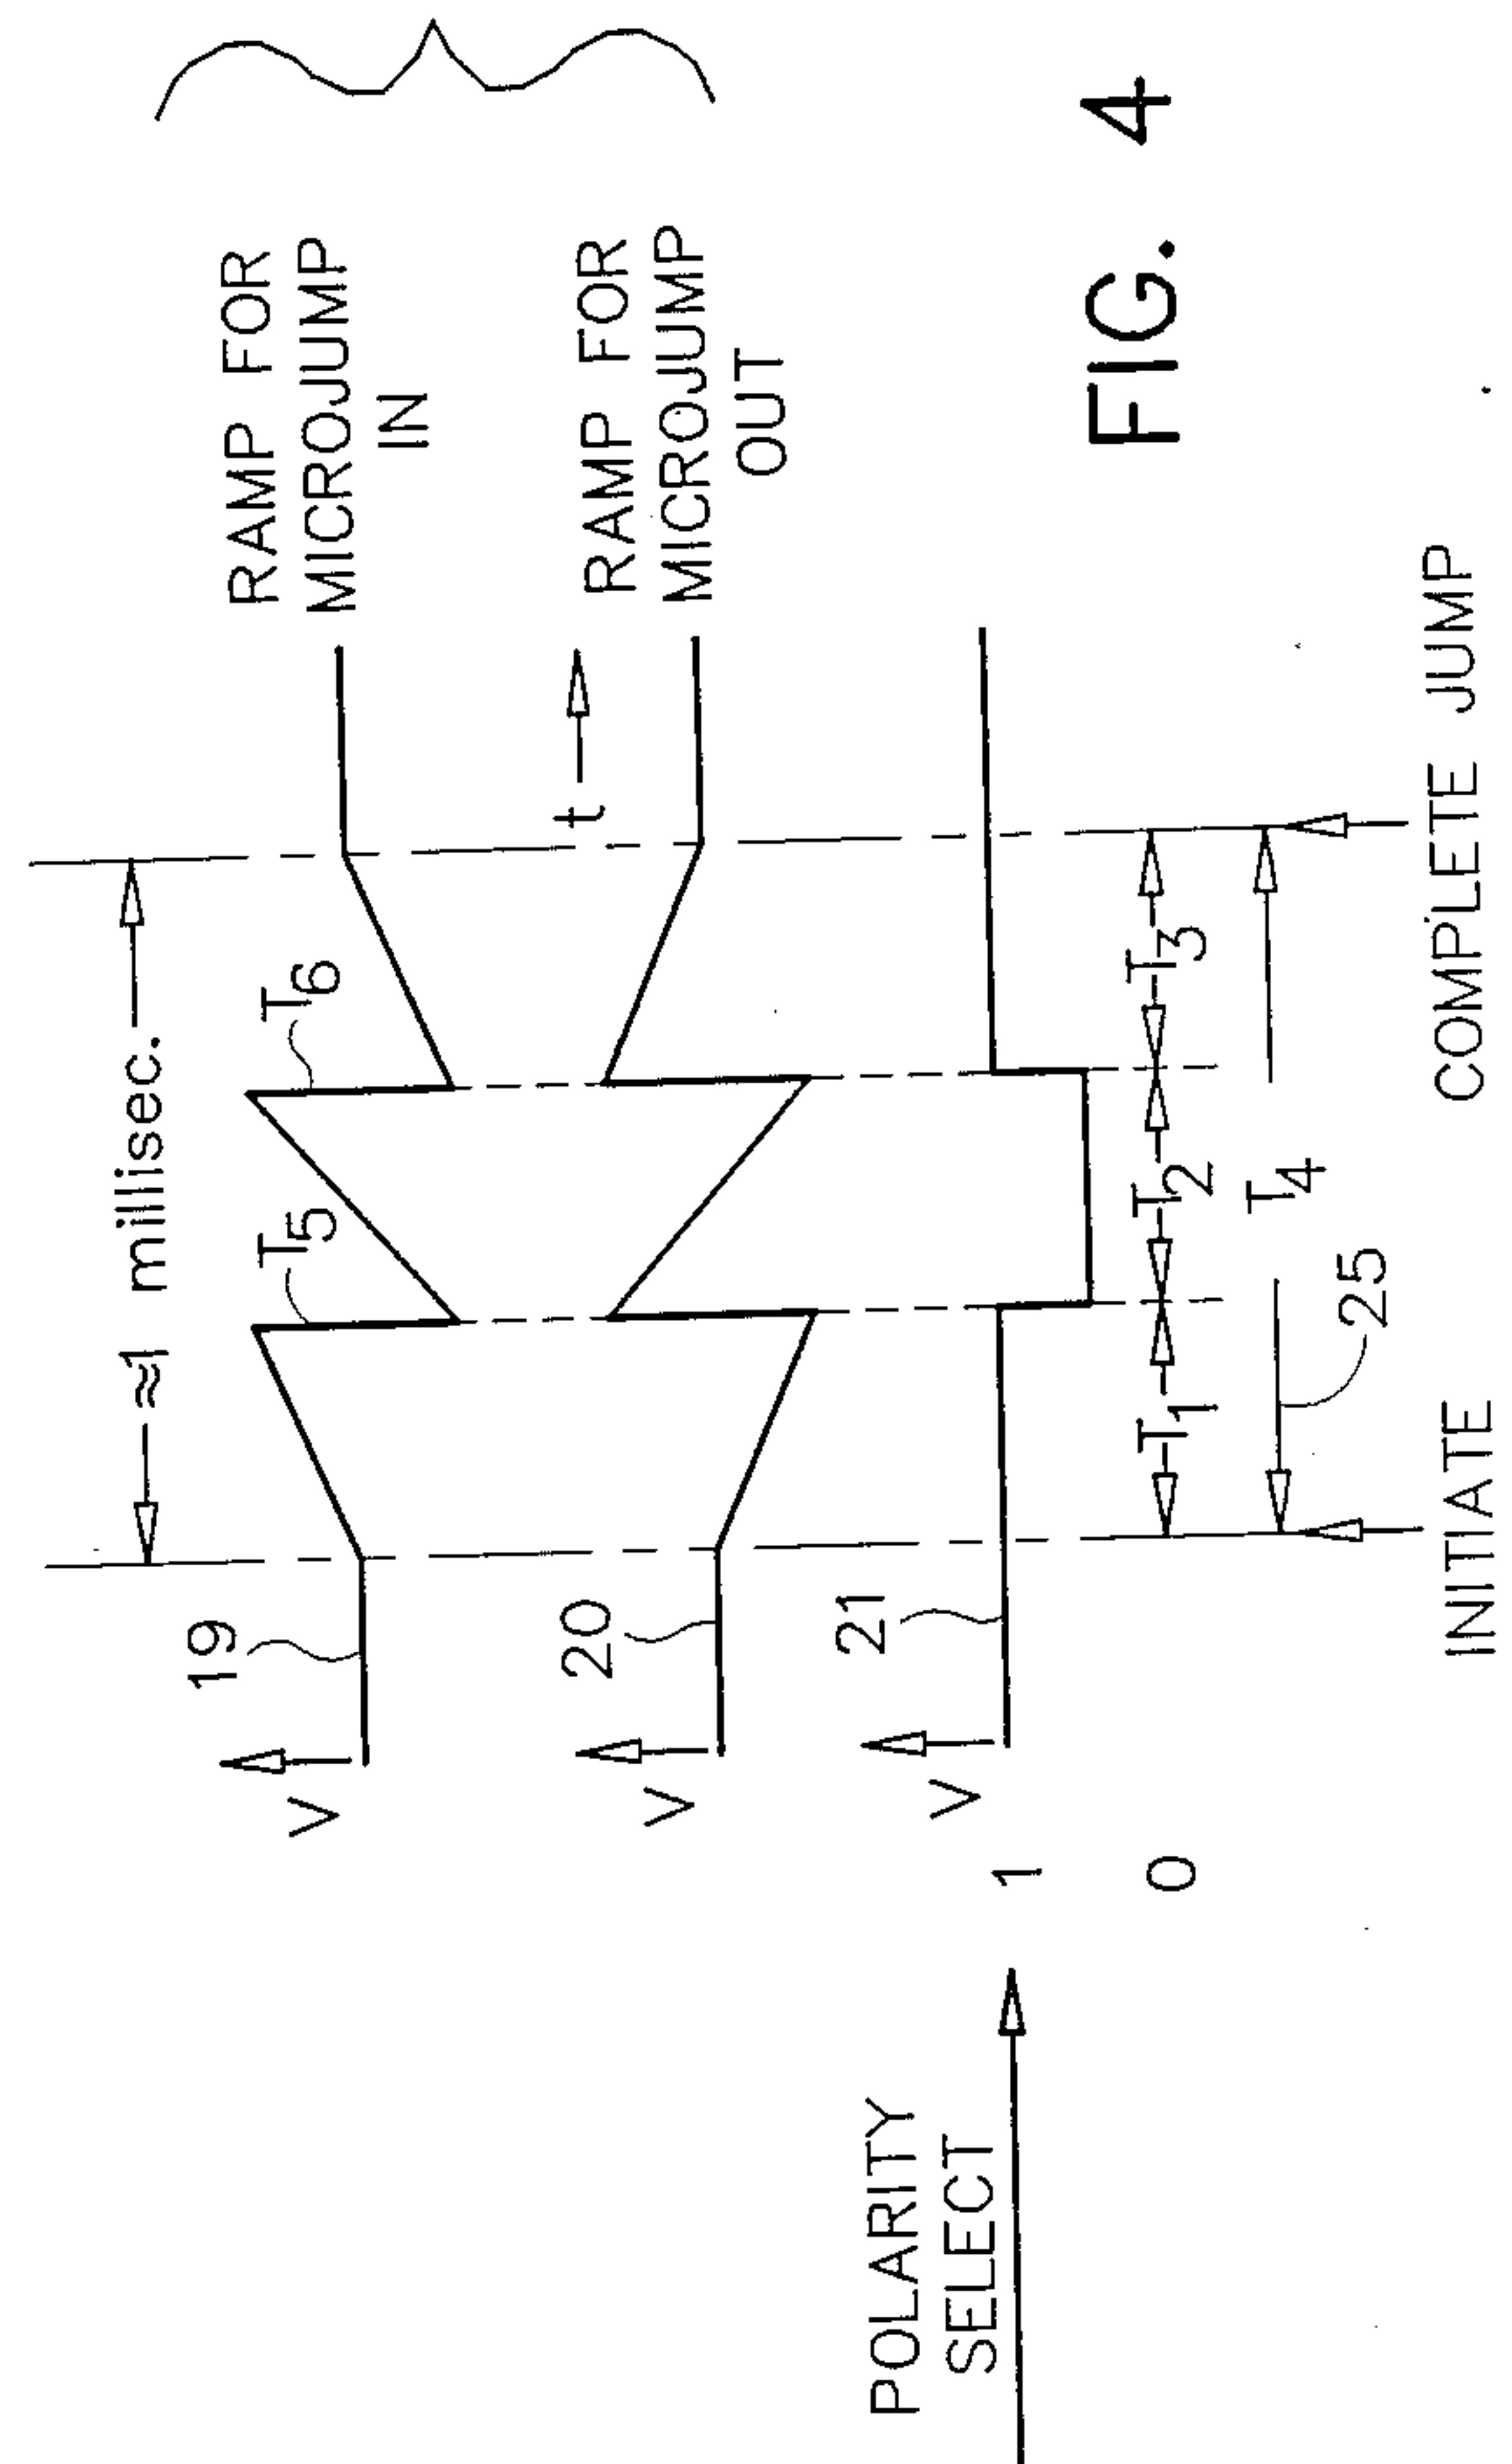 ≈1 millisec.
19
T5
T6
RAMP FOR
MICROJUMP
IN
V
20
t
RAMP FOR
MICROJUMP
OUT
V
21
V
POLARITY
SELECT
1
0
T1
T2
T3
T4
25
INITIATE
COMPLETE JUMP
FIG. 4